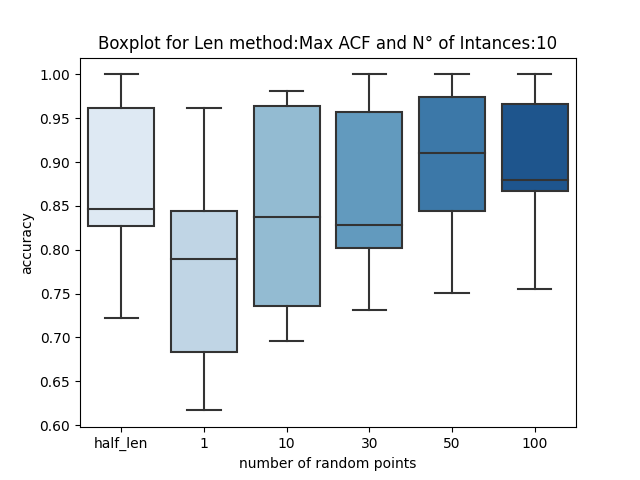 Boxplot for Len method:Max ACF and N° of Intances:10
1.00
0.95
0.90
0.85
0.80
0.75
0.70
0.65
0.60
accuracy
half_len 1 10 30 50 100
number of random points